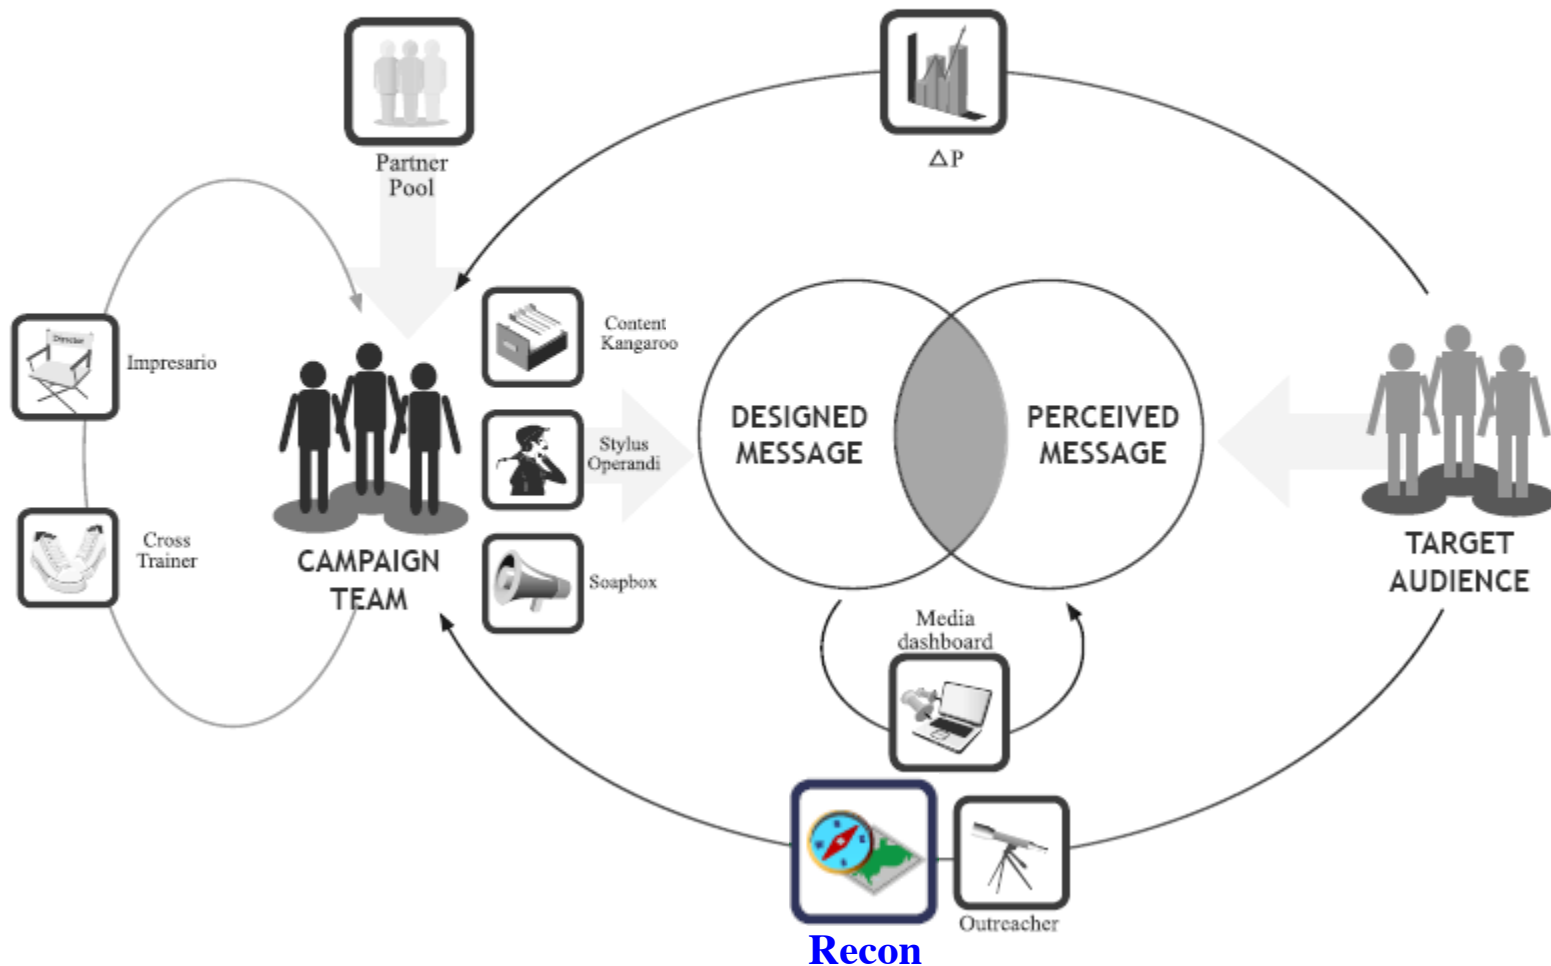 Partner
Pool
△P
Director
Impresario
Content
Kangaroo
Stylus
Operandi
Soapbox
Cross
Trainer
CAMPAIGN
TEAM
DESIGNED
MESSAGE
PERCEIVED
MESSAGE
TARGET
AUDIENCE
Media
dashboard
Outreacher
Recon